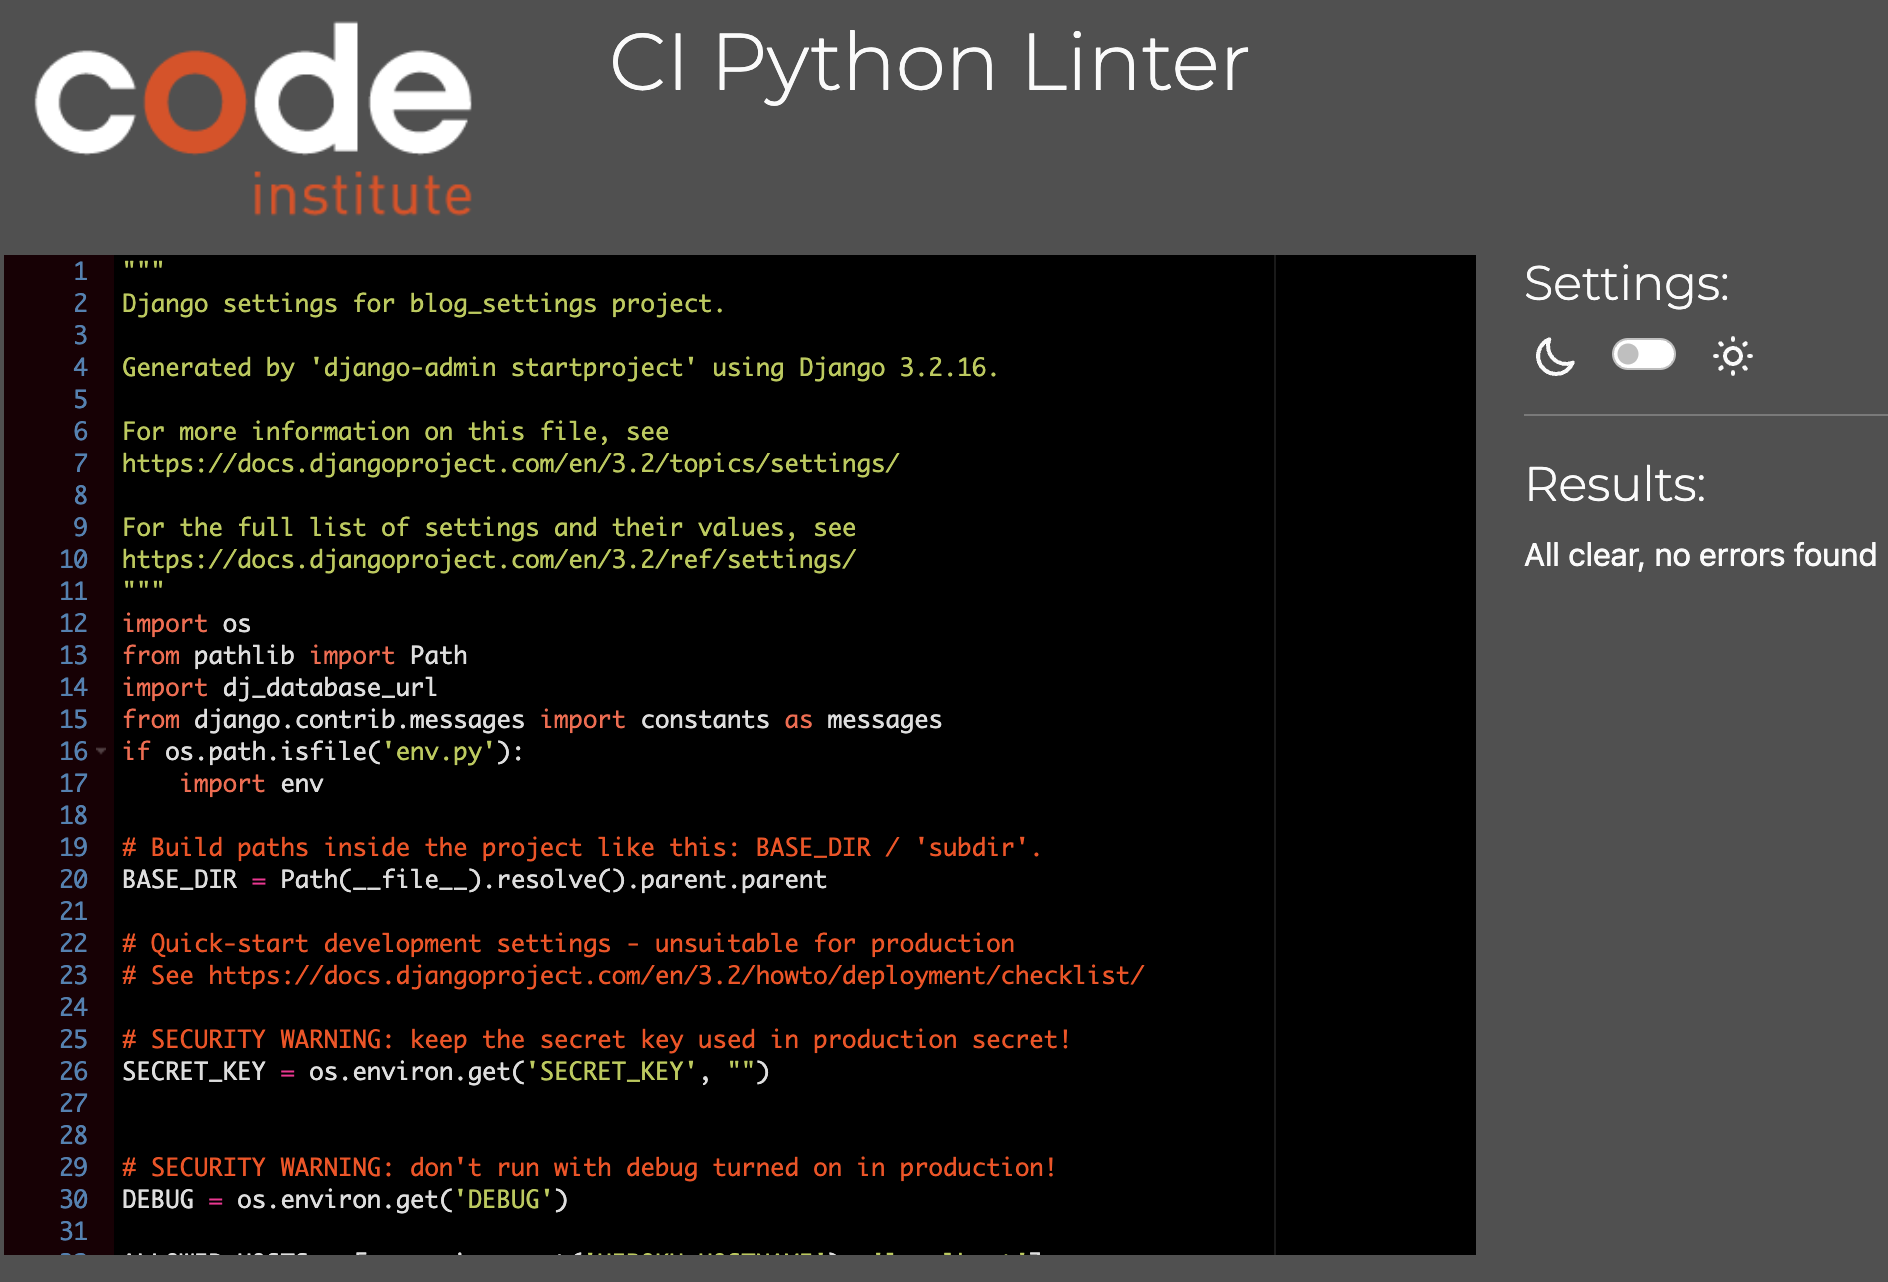 code
institute
CI Python Linter
1 """
2 Django settings for blog_settings project.
3
4 Generated by 'django-admin startproject' using Django 3.2.16.
5
6 For more information on this file, see
7 https://docs.djangoproject.com/en/3.2/topics/settings/
8
9 For the full list of settings and their values, see
10 https://docs.djangoproject.com/en/3.2/ref/settings/
11 """
12 import os
13 from pathlib import Path
14 import dj_database_url
15 from django.contrib.messages import constants as messages
16 if os.path.isfile('env.py'):
17     import env
18
19 # Build paths inside the project like this: BASE_DIR / 'subdir'.
20 BASE_DIR = Path(__file__).resolve().parent.parent
21
22 # Quick-start development settings - unsuitable for production
23 # See https://docs.djangoproject.com/en/3.2/howto/deployment/checklist/
24
25 # SECURITY WARNING: keep the secret key used in production secret!
26 SECRET_KEY = os.environ.get('SECRET_KEY', "")
27
28
29 # SECURITY WARNING: don't run with debug turned on in production!
30 DEBUG = os.environ.get('DEBUG')
31
Settings:
Results:
All clear, no errors found